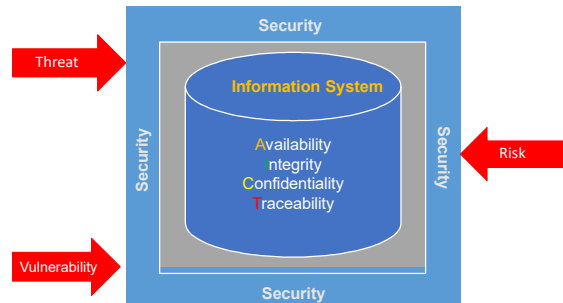 Security
Threat
Information System
Availability
Integrity
Confidentiality
Traceability
Security
Security
Risk
Vulnerability
Security